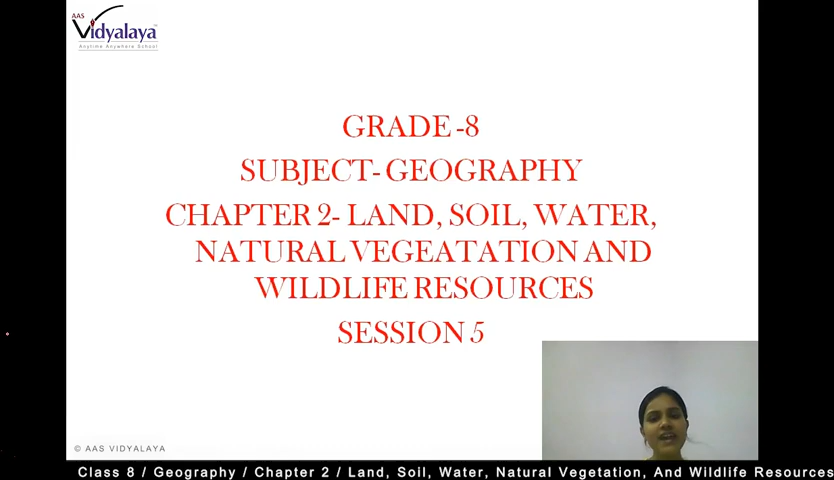 AAS
Vidyalaya
Anytime Anywhere School
GRADE -8
SUBJECT- GEOGRAPHY
CHAPTER 2- LAND, SOIL, WATER,
NATURAL VEGEATATION AND
WILDLIFE RESOURCES
SESSION 5
© AAS VIDYALAYA
Class 8 / Geography / Chapter 2 / Land, Soil, Water, Natural Vegetation, And Wildlife Resources